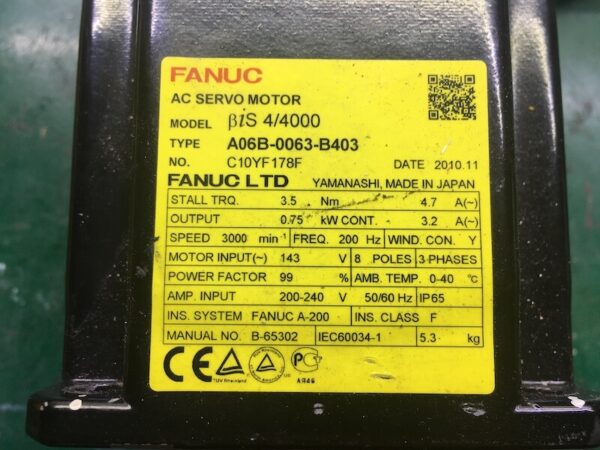 FANUC
AC SERVO MOTOR
MODEL βiS 4/4000
TYPE A06B-0063-B403
NO. C10YF178F DATE 2010.11
FANUC LTD YAMANASHI, MADE IN JAPAN
STALL TRQ. 3.5 Nm - 4.7 A(~)
OUTPUT 0.75 kW CONT. - 3.2 A(~)
SPEED 3000 min⁻¹ FREQ. 200 Hz WIND. CON. Y
MOTOR INPUT(~) 143 V 8 POLES 3 PHASES
POWER FACTOR 99 % AMB. TEMP. 0-40 ℃
AMP. INPUT 200-240 V 50/60 Hz IP65
INS. SYSTEM FANUC A-200 INS. CLASS F
MANUAL NO. B-65302 IEC60034-1 5.3 kg
CE
TUV Rheinland